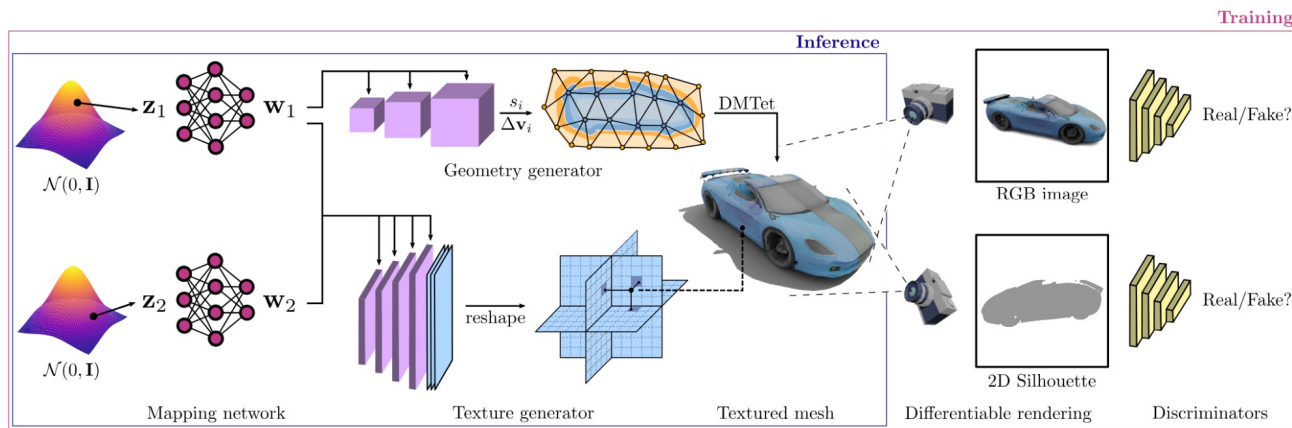 Training
Inference
z₁
w₁
𝒩(0, I)
sᵢ
Δvᵢ
Geometry generator
DMTet
RGB image
Real/Fake?
z₂
w₂
𝒩(0, I)
reshape
2D Silhouette
Real/Fake?
Mapping network
Texture generator
Textured mesh
Differentiable rendering
Discriminators